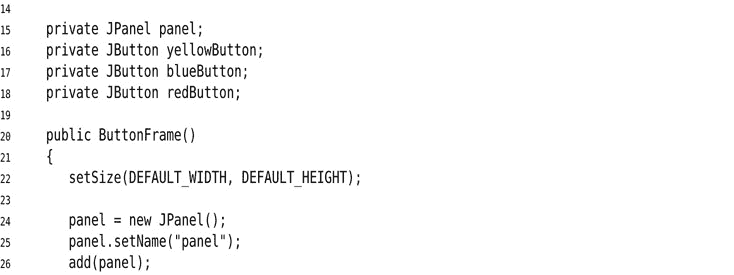 14
15 private JPanel panel;
16 private JButton yellowButton;
17 private JButton blueButton;
18 private JButton redButton;
19
20 public ButtonFrame()
21 {
22 setSize(DEFAULT_WIDTH, DEFAULT_HEIGHT);
23
24 panel = new JPanel();
25 panel.setName("panel");
26 add(panel);